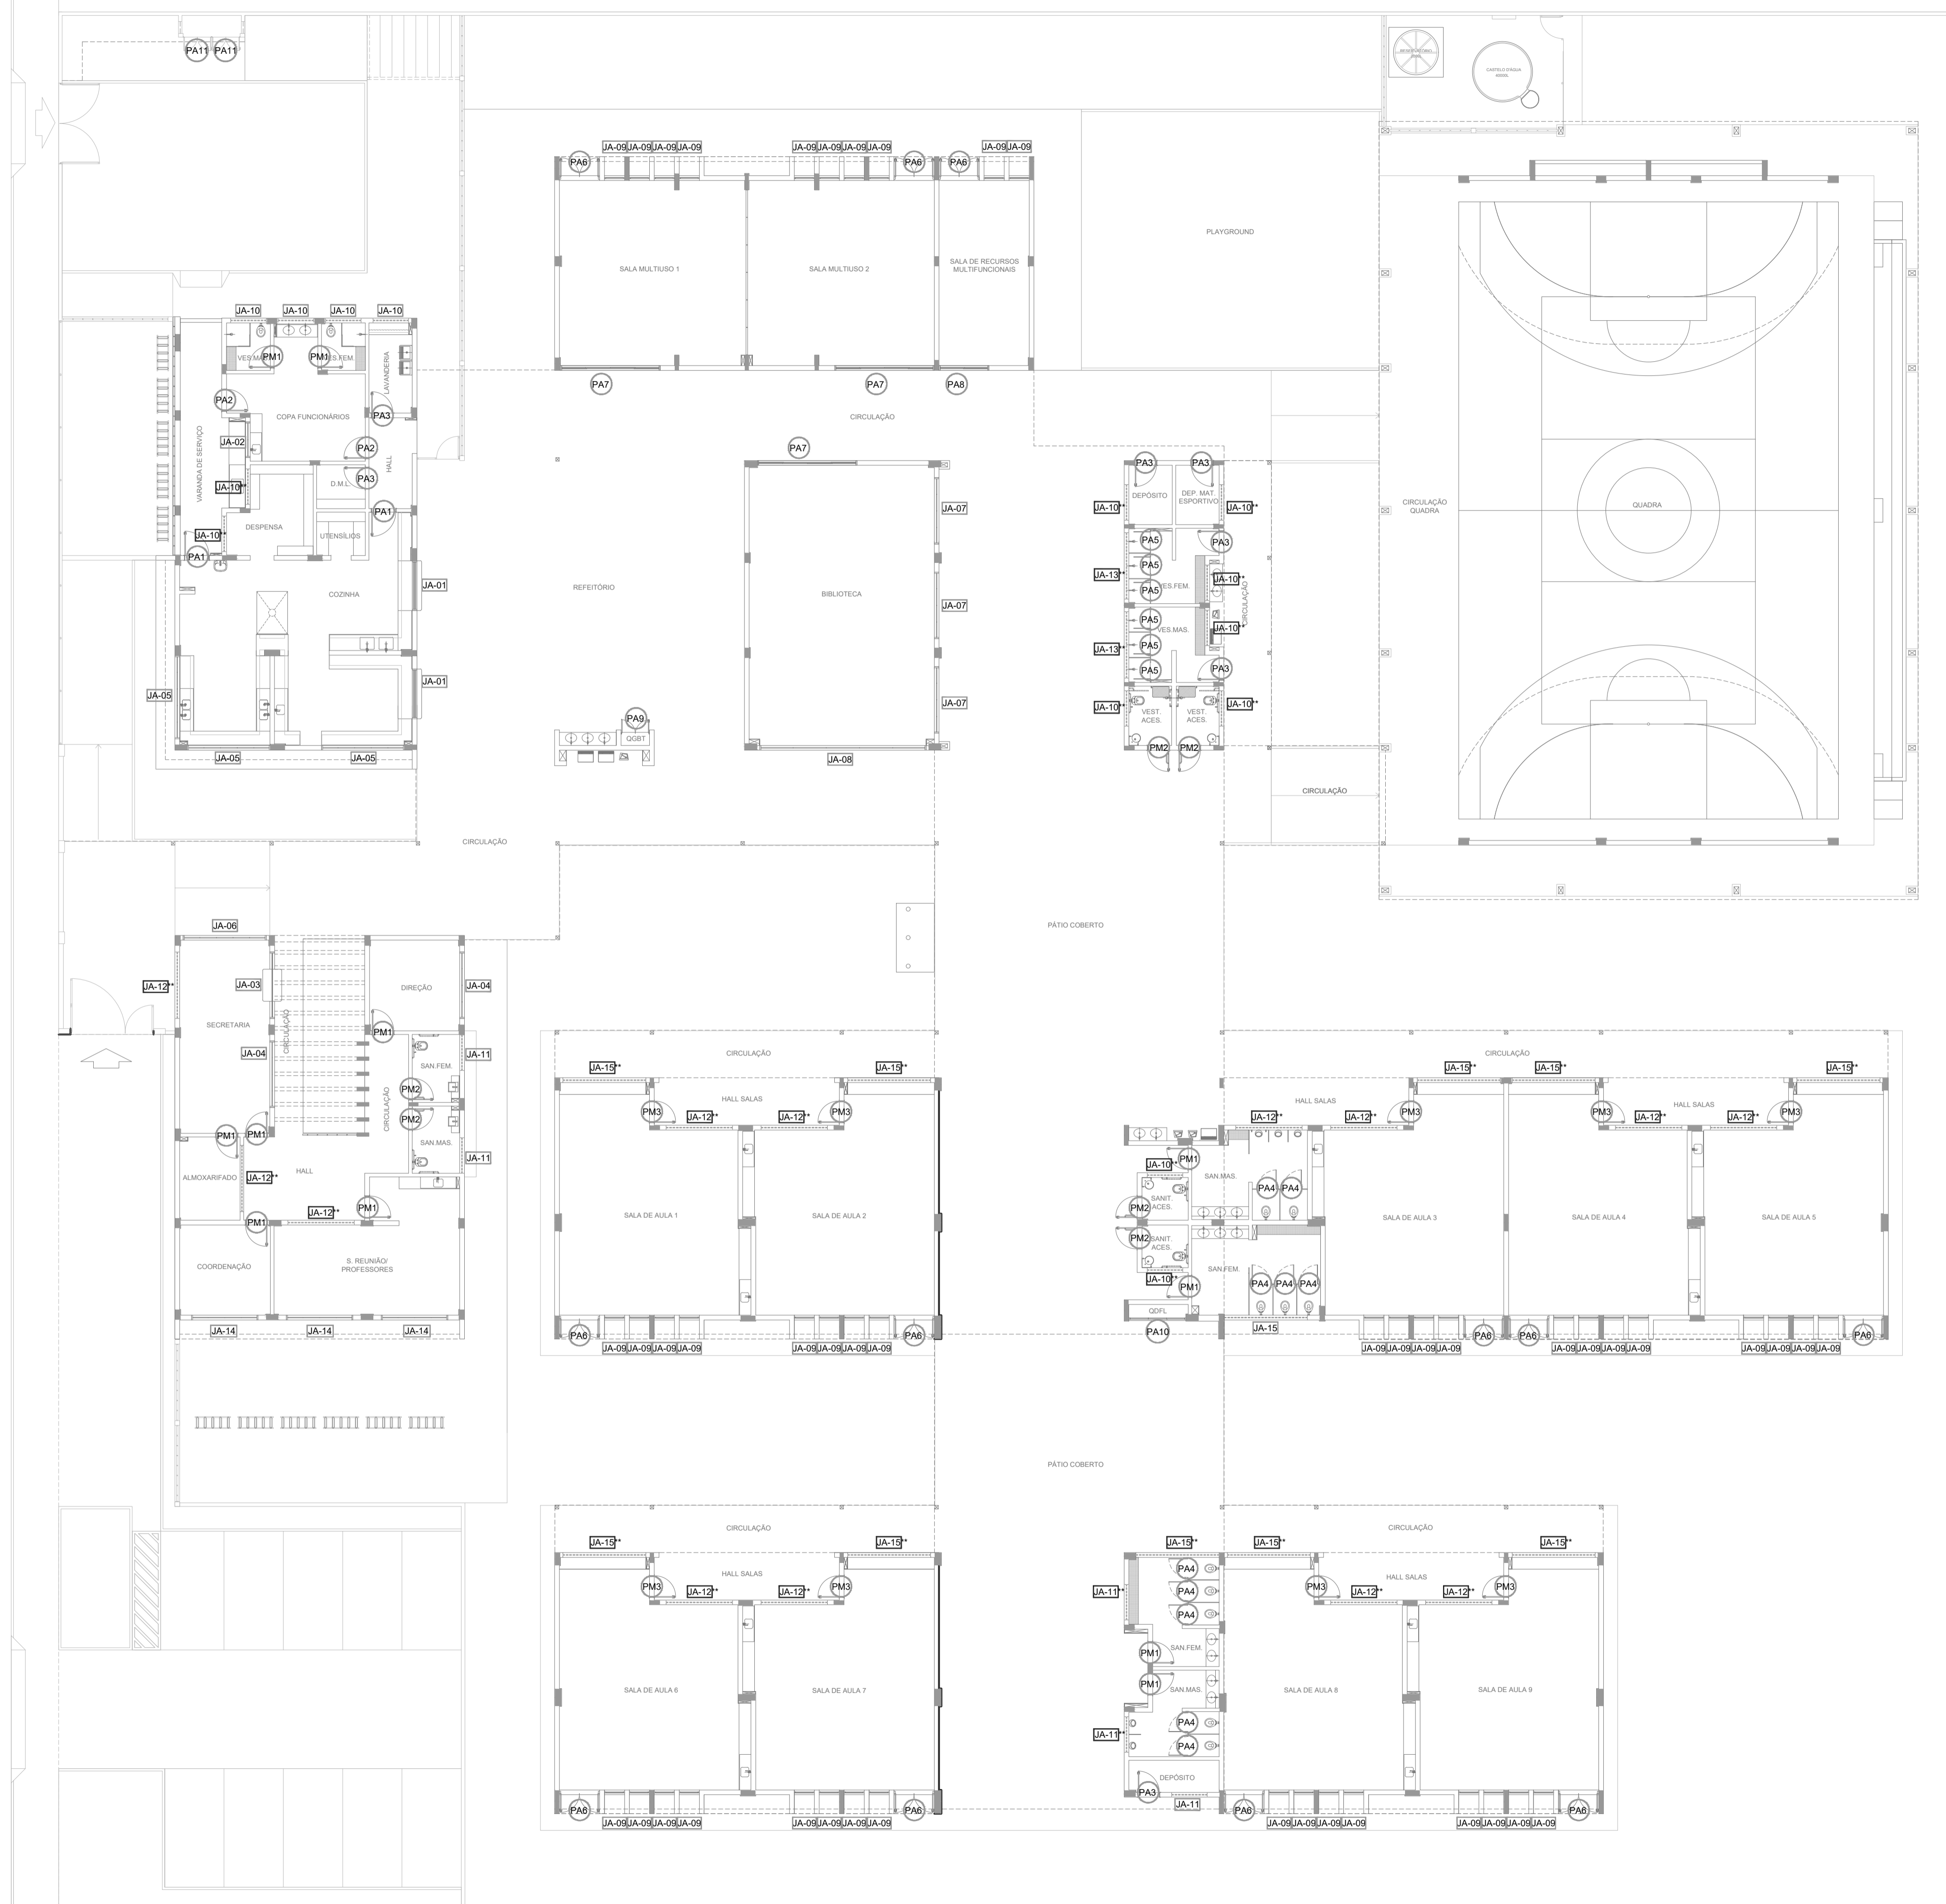 PA11 PA11
RESERVATÓRIO
CASTELO D'ÁGUA
JA-09 JA-09 JA-09 JA-09 JA-09 JA-09 JA-09 JA-09 JA-09 JA-09
PA6 PA6 PA6
PLAYGROUND
SALA MULTIUSO 1
SALA MULTIUSO 2
SALA DE RECURSOS
MULTIFUNCIONAIS
PA7 PA7 PA8
CIRCULAÇÃO
JA-10 JA-10 JA-10 JA-10
VES.MAS. PM1 PM1 VES.FEM.
LAVANDERIA
PA2 PA3
COPA FUNCIONÁRIOS
JA-02
PA2
VARANDA DE SERVIÇO
HALL
PA3
D.M.L.
JA-10**
PA1
DESPENSA
UTENSÍLIOS
JA-10**
PA1
JA-01
COZINHA
JA-01
JA-05
JA-05 JA-05
REFEITÓRIO
PA9
QGBT
PA7
BIBLIOTECA
JA-07
JA-07
JA-07
JA-08
PA3 PA3
DEPÓSITO
DEP. MAT.
ESPORTIVO
JA-10** JA-10**
PA5 PA3
PA5
JA-13** JA-10**
VES.FEM.
PA5
CIRCULAÇÃO
PA5
VES.MAS. JA-10**
JA-13**
PA5
PA5 PA3
JA-10** JA-10**
VEST.
ACES.
VEST.
ACES.
PM2 PM2
CIRCULAÇÃO
CIRCULAÇÃO
QUADRA
QUADRA
CIRCULAÇÃO
PÁTIO COBERTO
JA-06
JA-12**
JA-03
DIREÇÃO
JA-04
SECRETARIA
CIRCULAÇÃO
PM1
JA-04
JA-11
SAN.FEM.
PM2
CIRCULAÇÃO
PM2
PM1 PM1
SAN.MAS.
JA-11
HALL
ALMOXARIFADO
JA-12**
PM1
JA-12**
PM1
COORDENAÇÃO
S. REUNIÃO/
PROFESSORES
JA-14 JA-14 JA-14
CIRCULAÇÃO
JA-15** JA-15**
HALL SALAS
PM3 JA-12** JA-12** PM3
SALA DE AULA 1
SALA DE AULA 2
PA6 PA6
JA-09 JA-09 JA-09 JA-09 JA-09 JA-09 JA-09 JA-09
CIRCULAÇÃO
JA-15** JA-15** JA-15**
HALL SALAS
HALL SALAS
JA-12** JA-12** PM3 PM3 JA-12** JA-12** PM3
PM1
JA-10**
SAN.MAS.
PA4 PA4
SANIT.
ACES.
PM2
PM2
SANIT.
ACES.
SAN.FEM.
JA-10**
PM1
PA4 PA4 PA4
QDFL
PA10
JA-15
SALA DE AULA 3
SALA DE AULA 4
SALA DE AULA 5
PA6 PA6 PA6
JA-09 JA-09 JA-09 JA-09 JA-09 JA-09 JA-09 JA-09 JA-09 JA-09 JA-09 JA-09
PÁTIO COBERTO
CIRCULAÇÃO
JA-15** JA-15**
HALL SALAS
PM3 JA-12** JA-12** PM3
SALA DE AULA 6
SALA DE AULA 7
PA6 PA6
JA-09 JA-09 JA-09 JA-09 JA-09 JA-09 JA-09 JA-09
CIRCULAÇÃO
JA-15** JA-15** JA-15**
PA4
HALL SALAS
JA-11**
PA4
PM3 JA-12** JA-12** PM3
PA4
SAN.FEM.
PM1
PM1
SAN.MAS.
PA4
JA-11**
PA4
DEPÓSITO
PA3
JA-11
SALA DE AULA 8
SALA DE AULA 9
PA6 PA6
JA-09 JA-09 JA-09 JA-09 JA-09 JA-09 JA-09 JA-09